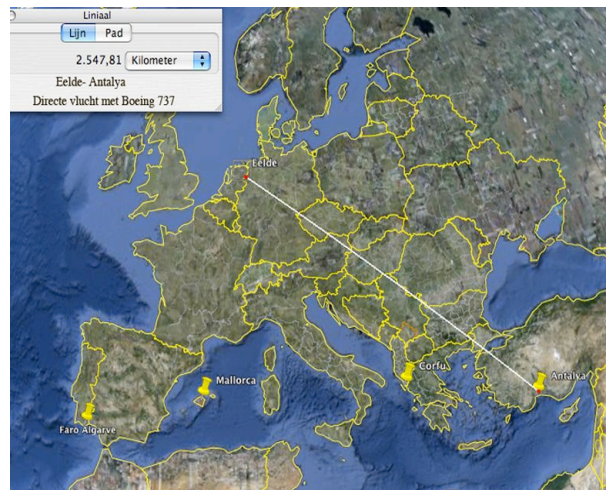 Liniaal
Lijn Pad
2.547,81 Kilometer
Eelde- Antalya
Directe vlucht met Boeing 737
Eelde
Corfu
Antalya
Mallorca
Faro Algarve